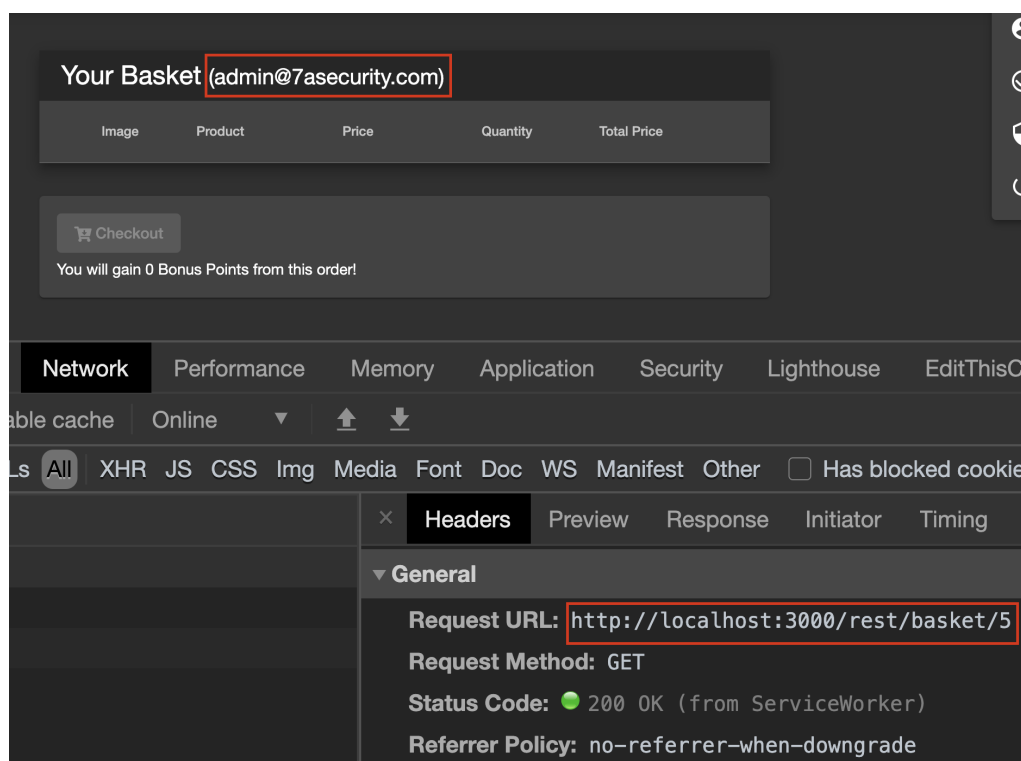 Your Basket (admin@7asecurity.com)
Image Product Price Quantity Total Price
Checkout
You will gain 0 Bonus Points from this order!
Network Performance Memory Application Security Lighthouse EditThisC
able cache Online
Ls All XHR JS CSS Img Media Font Doc WS Manifest Other Has blocked cookie
× Headers Preview Response Initiator Timing
General
Request URL: http://localhost:3000/rest/basket/5
Request Method: GET
Status Code: 200 OK (from ServiceWorker)
Referrer Policy: no-referrer-when-downgrade